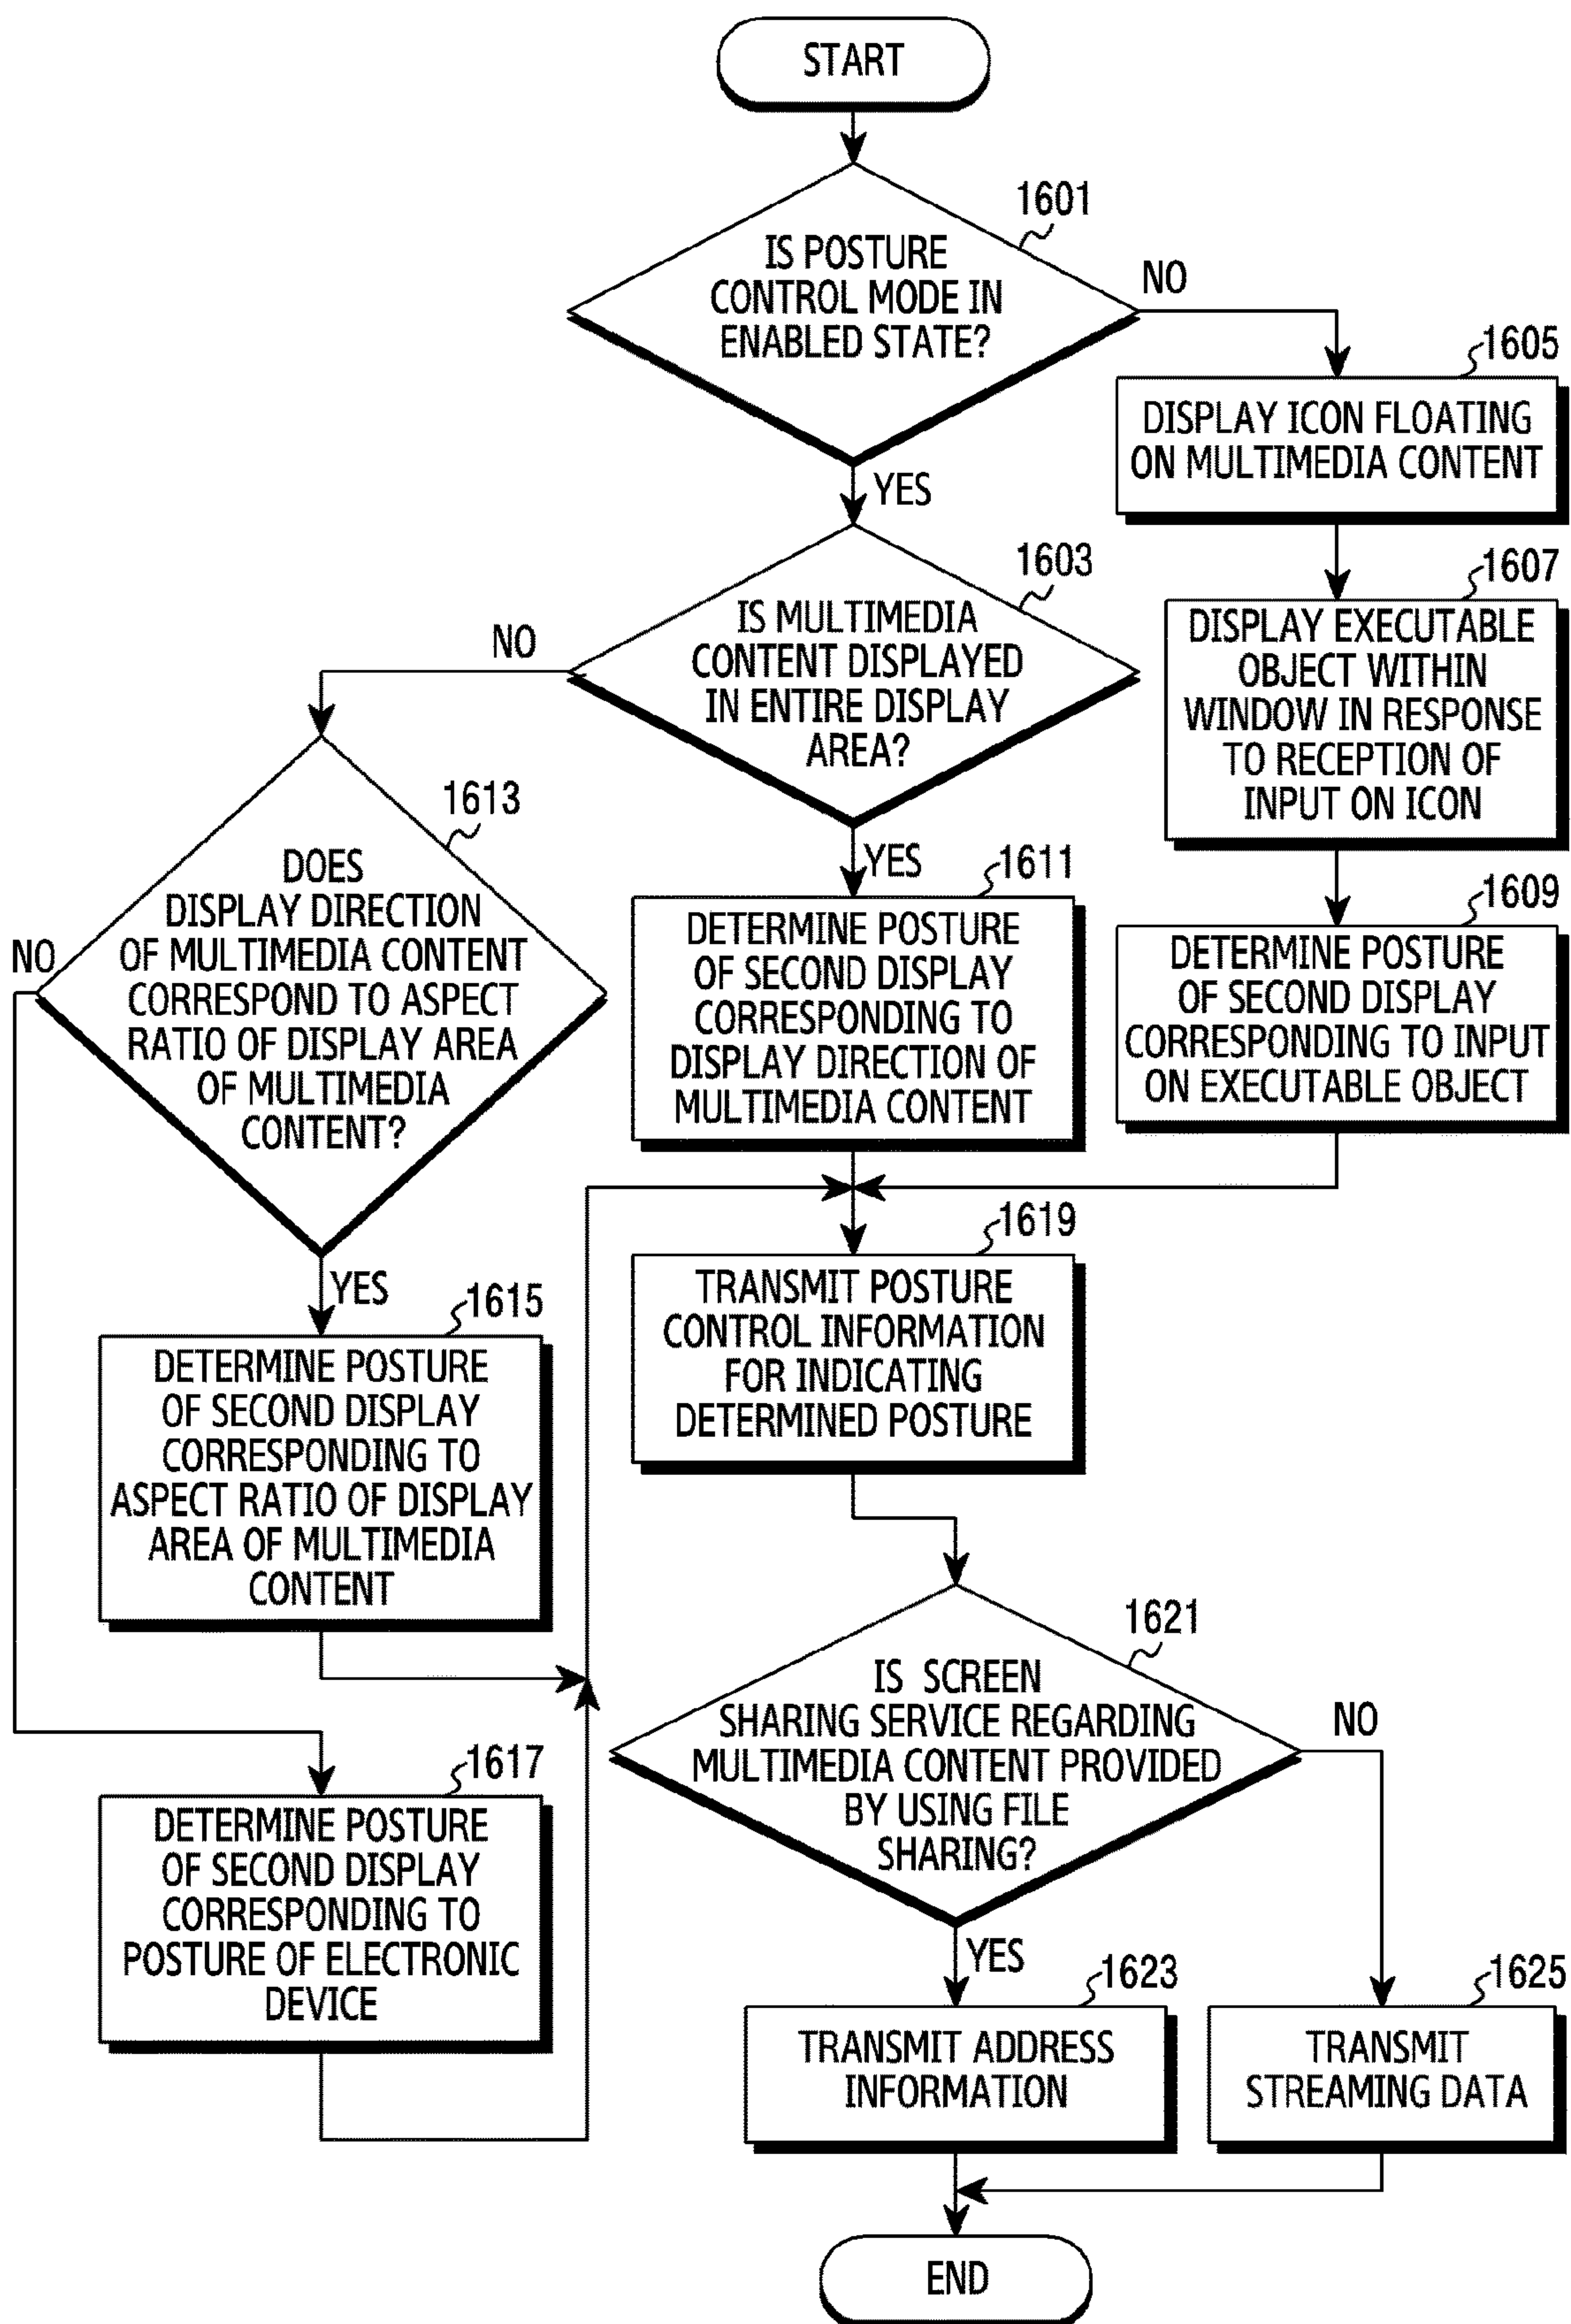 START
1601
IS POSTURE
CONTROL MODE IN
ENABLED STATE?
NO
YES
1605
DISPLAY ICON FLOATING
ON MULTIMEDIA CONTENT
1603
IS MULTIMEDIA
CONTENT DISPLAYED
IN ENTIRE DISPLAY
AREA?
NO
YES
1607
DISPLAY EXECUTABLE
OBJECT WITHIN
WINDOW IN RESPONSE
TO RECEPTION OF
INPUT ON ICON
1613
DOES
DISPLAY DIRECTION
OF MULTIMEDIA CONTENT
CORRESPOND TO ASPECT
RATIO OF DISPLAY AREA
OF MULTIMEDIA
CONTENT?
NO
YES
1611
DETERMINE POSTURE
OF SECOND DISPLAY
CORRESPONDING TO
DISPLAY DIRECTION OF
MULTIMEDIA CONTENT
1609
DETERMINE POSTURE
OF SECOND DISPLAY
CORRESPONDING TO INPUT
ON EXECUTABLE OBJECT
1619
TRANSMIT POSTURE
CONTROL INFORMATION
FOR INDICATING
DETERMINED POSTURE
1615
DETERMINE POSTURE
OF SECOND DISPLAY
CORRESPONDING TO
ASPECT RATIO OF DISPLAY
AREA OF MULTIMEDIA
CONTENT
1621
IS SCREEN
SHARING SERVICE REGARDING
MULTIMEDIA CONTENT PROVIDED
BY USING FILE
SHARING?
NO
YES
1617
DETERMINE POSTURE
OF SECOND DISPLAY
CORRESPONDING TO
POSTURE OF ELECTRONIC
DEVICE
1623
TRANSMIT ADDRESS
INFORMATION
1625
TRANSMIT
STREAMING DATA
END